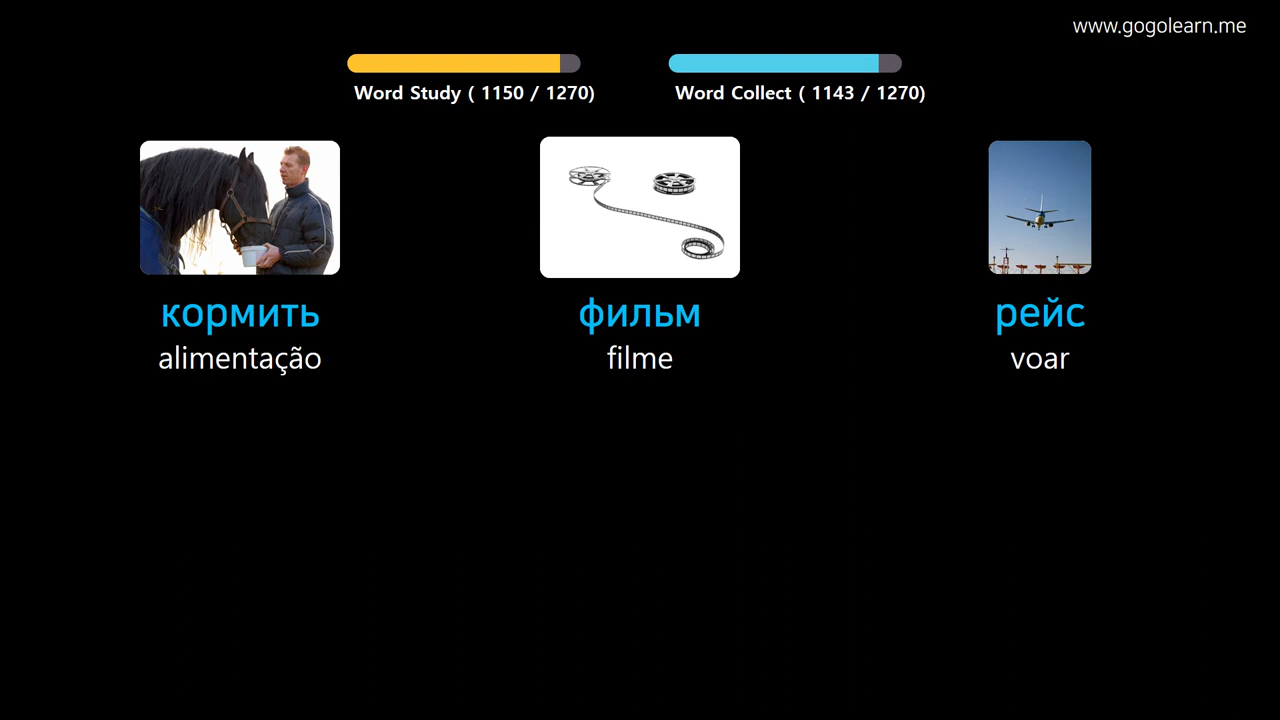 www.gogolearn.me
Word Study ( 1150 / 1270)
Word Collect ( 1143 / 1270)
кормить
фильм
рейс
alimentação
filme
voar